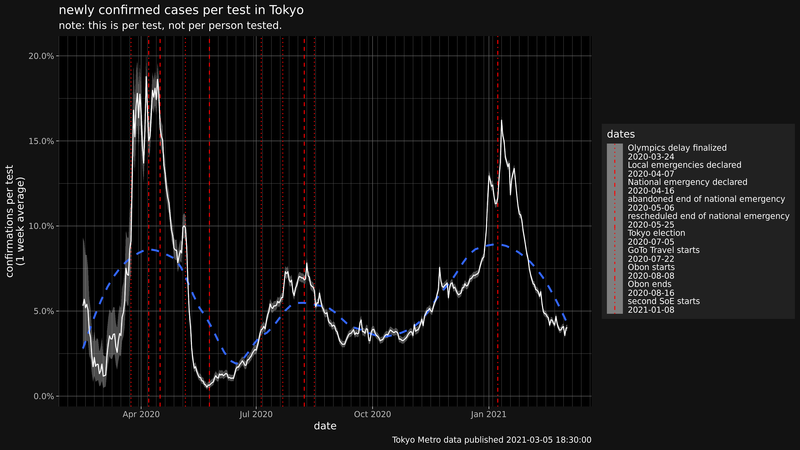 newly confirmed cases per test in Tokyo
note: this is per test, not per person tested.
20.0%
15.0%
10.0%
5.0%
0.0%
confirmations per test
(1 week average)
Apr 2020
Jul 2020
Oct 2020
Jan 2021
date
dates
Olympics delay finalized
2020-03-24
Local emergencies declared
2020-04-07
National emergency declared
2020-04-16
abandoned end of national emergency
2020-05-06
rescheduled end of national emergency
2020-05-25
Tokyo election
2020-07-05
GoTo Travel starts
2020-07-22
Obon starts
2020-08-08
Obon ends
2020-08-16
second SoE starts
2021-01-08
Tokyo Metro data published 2021-03-05 18:30:00